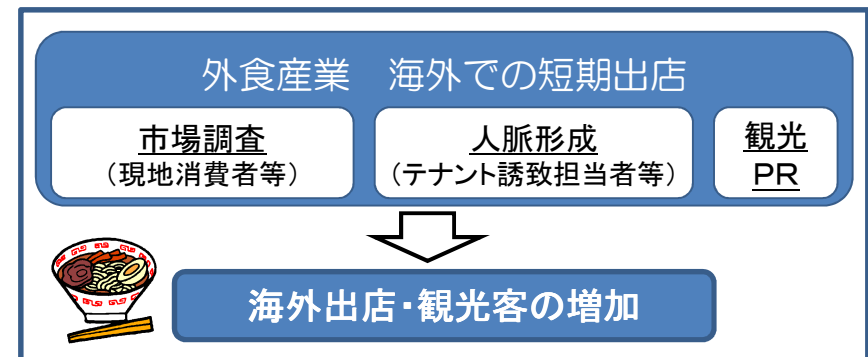 外食産業　海外での短期出店
市場調査
（現地消費者等）
人脈形成
（テナント誘致担当者等）
観光
ＰＲ
海外出店・観光客の増加